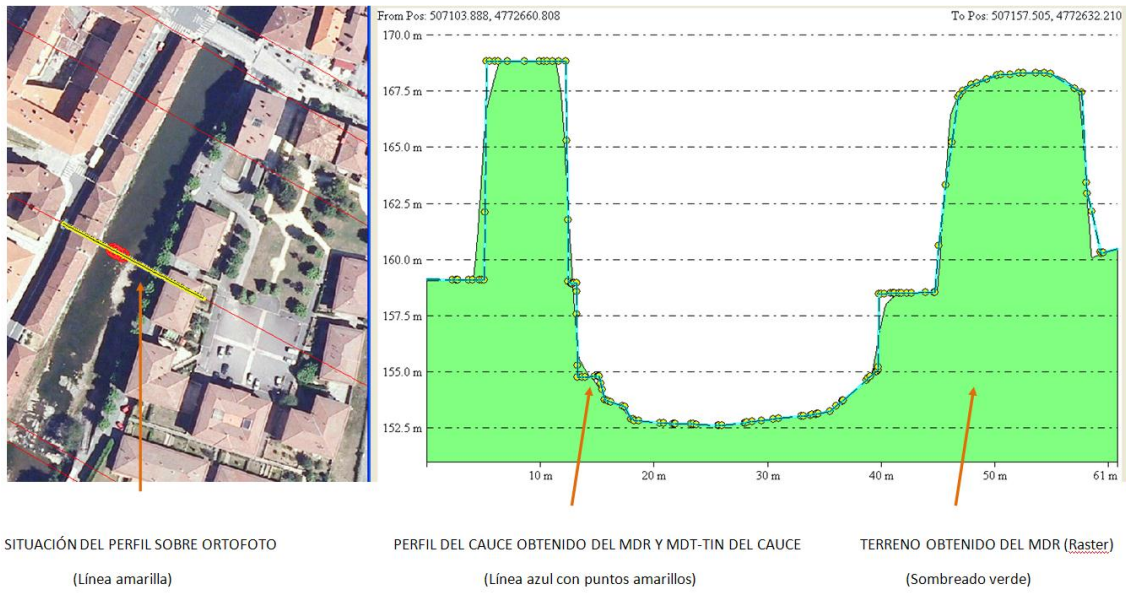 From Pos: 507103.888, 4772660.808 To Pos: 507157.505, 4772632.210
170.0 m
167.5 m
165.0 m
162.5 m
160.0 m
157.5 m
155.0 m
152.5 m
10 m 20 m 30 m 40 m 50 m 61 m
SITUACIÓN DEL PERFIL SOBRE ORTOFOTO
(Línea amarilla)
PERFIL DEL CAUCE OBTENIDO DEL MDR Y MDT-TIN DEL CAUCE
(Línea azul con puntos amarillos)
TERRENO OBTENIDO DEL MDR (Raster)
(Sombreado verde)